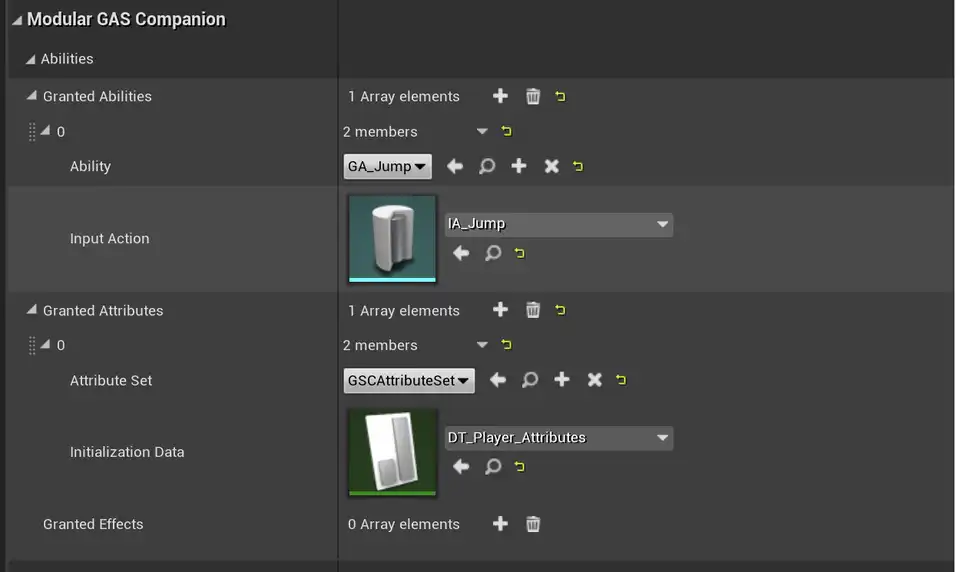 Modular GAS Companion
Abilities
Granted Abilities 1 Array elements
0 2 members
Ability GA_Jump
Input Action IA_Jump
Granted Attributes 1 Array elements
0 2 members
Attribute Set GSCAttributeSet
Initialization Data DT_Player_Attributes
Granted Effects 0 Array elements